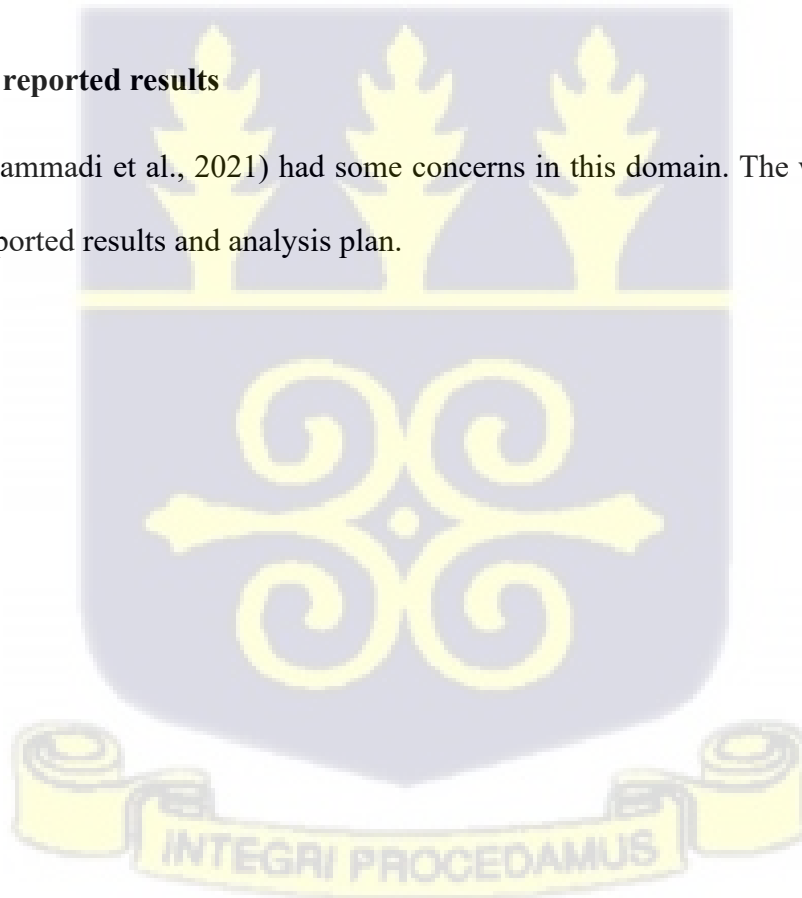 reported results
ammadi et al., 2021) had some concerns in this domain. The
ported results and analysis plan.
INTEGRI PROCEDAMUS